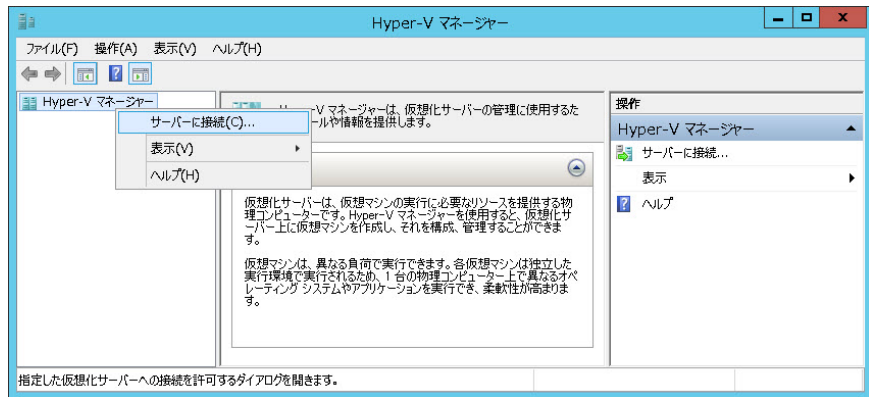 Hyper-V マネージャー
ファイル(F) 操作(A) 表示(V) ヘルプ(H)
Hyper-V マネージャー
サーバーに接続(C)...
表示(V)
ヘルプ(H)
-V マネージャーは、仮想化サーバーの管理に使用するた
ールや情報を提供します。
仮想化サーバーは、仮想マシンの実行に必要なリソースを提供する物
理コンピューターです。Hyper-V マネージャーを使用すると、仮想化サ
ーバー上に仮想マシンを作成し、それを構成、管理することができま
す。
仮想マシンは、異なる負荷で実行できます。各仮想マシンは独立した
実行環境で実行されるため、1 台の物理コンピューター上で異なるオペ
レーティング システムやアプリケーションを実行でき、柔軟性が高まりま
す。
操作
Hyper-V マネージャー
サーバーに接続...
表示
ヘルプ
指定した仮想化サーバーへの接続を許可するダイアログを開きます。